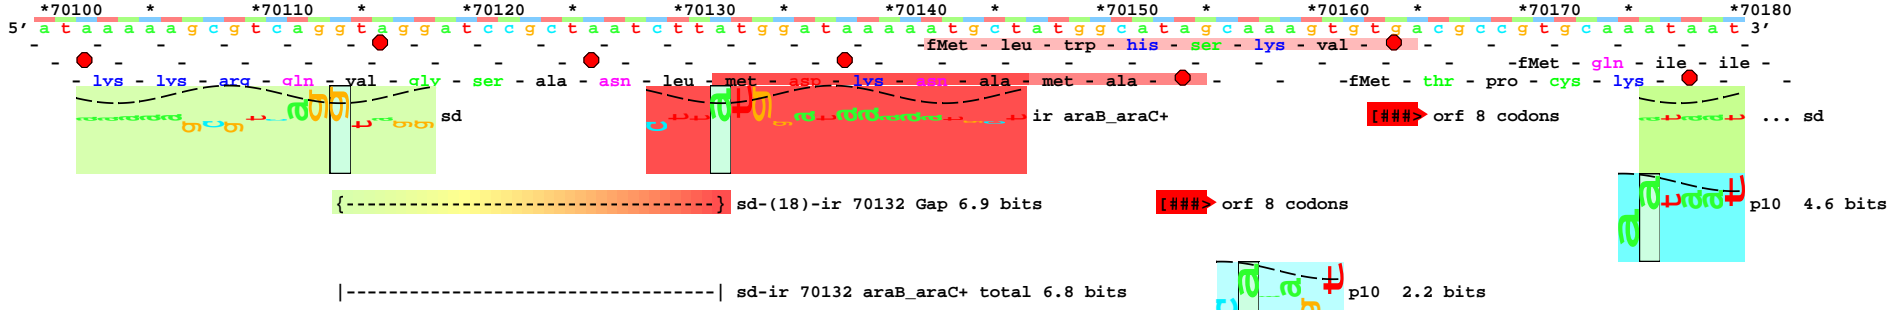 *70100 * *70110 * *70120 * *70130 * *70140 * *70150 * *70160 * *70170 * *70180
5' a t a a a a a g c g t c a g g t a g g a t c c g c t a a t c t t a t g g a t a a a a a t g c t a t g g c a t a g c a a a g t g t g a c g c c g t g c a a a t a a t 3'
- - - - - - - - - - - - - -fMet - leu - trp - his - ser - lys - val - - - - - -
- - - - - - - - - - - - - - - - - - - - - - -fMet - gln - ile - ile -
- lys - lys - arg - gln - val - gly - ser - ala - asn - leu - met - asp - lys - asn - ala - met - ala - - - -fMet - thr - pro - cys - lys - - -
sd ir araB_araC+ [###> orf 8 codons ... sd
{------------------------------------} sd-(18)-ir 70132 Gap 6.9 bits [###> orf 8 codons p10 4.6 bits
|-----------------------------------| sd-ir 70132 araB_araC+ total 6.8 bits p10 2.2 bits